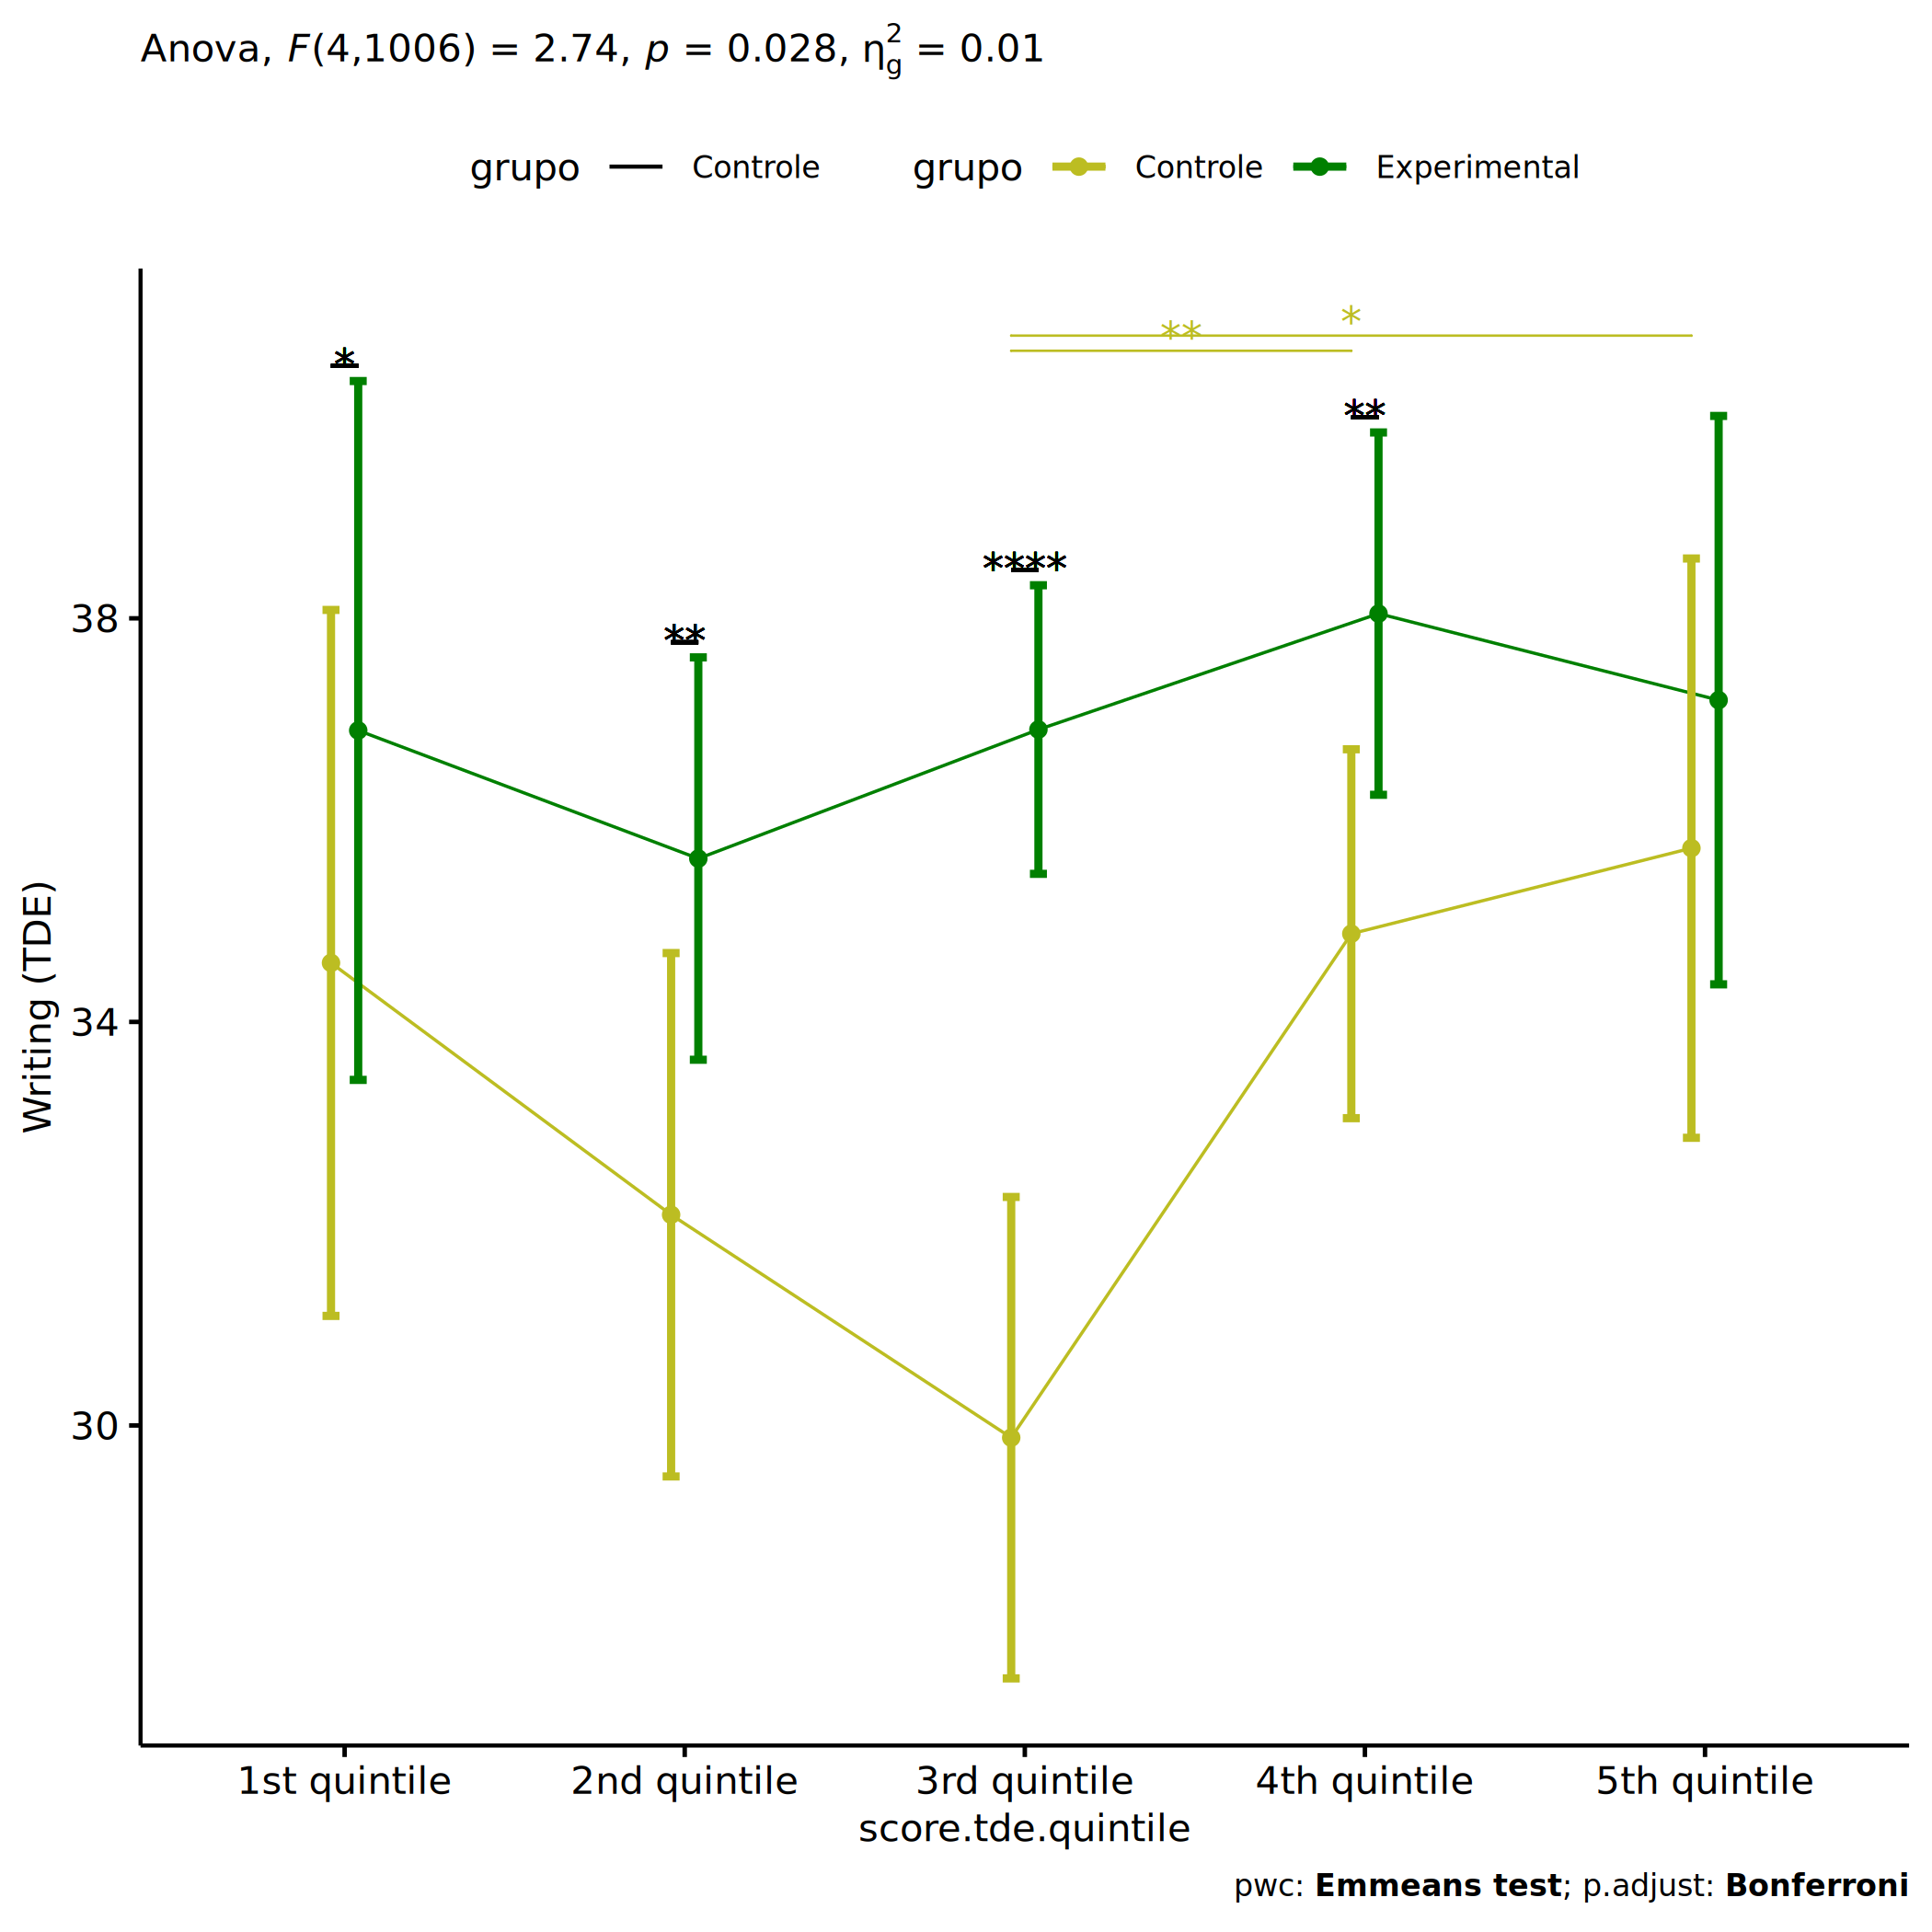 Anova, F(4,1006) = 2.74, p = 0.028, η²g = 0.01
grupo Controle grupo Controle Experimental
* **
*
**
**
****
38
34
30
Writing (TDE)
1st quintile 2nd quintile 3rd quintile 4th quintile 5th quintile
score.tde.quintile
pwc: Emmeans test; p.adjust: Bonferroni